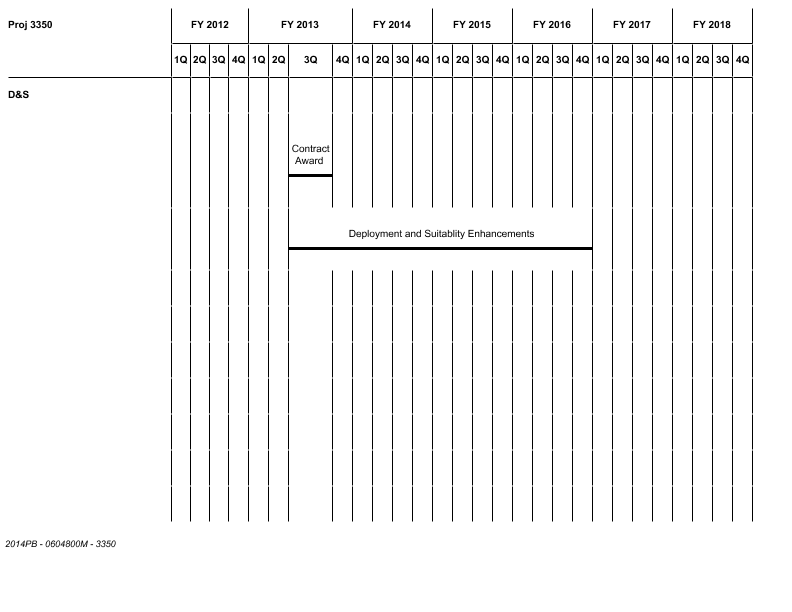 Proj 3350 FY 2012 FY 2013 FY 2014 FY 2015 FY 2016 FY 2017 FY 2018
1Q 2Q 3Q 4Q 1Q 2Q 3Q 4Q 1Q 2Q 3Q 4Q 1Q 2Q 3Q 4Q 1Q 2Q 3Q 4Q 1Q 2Q 3Q 4Q 1Q 2Q 3Q 4Q
D&S
Contract
Award
Deployment and Suitablity Enhancements
2014PB - 0604800M - 3350